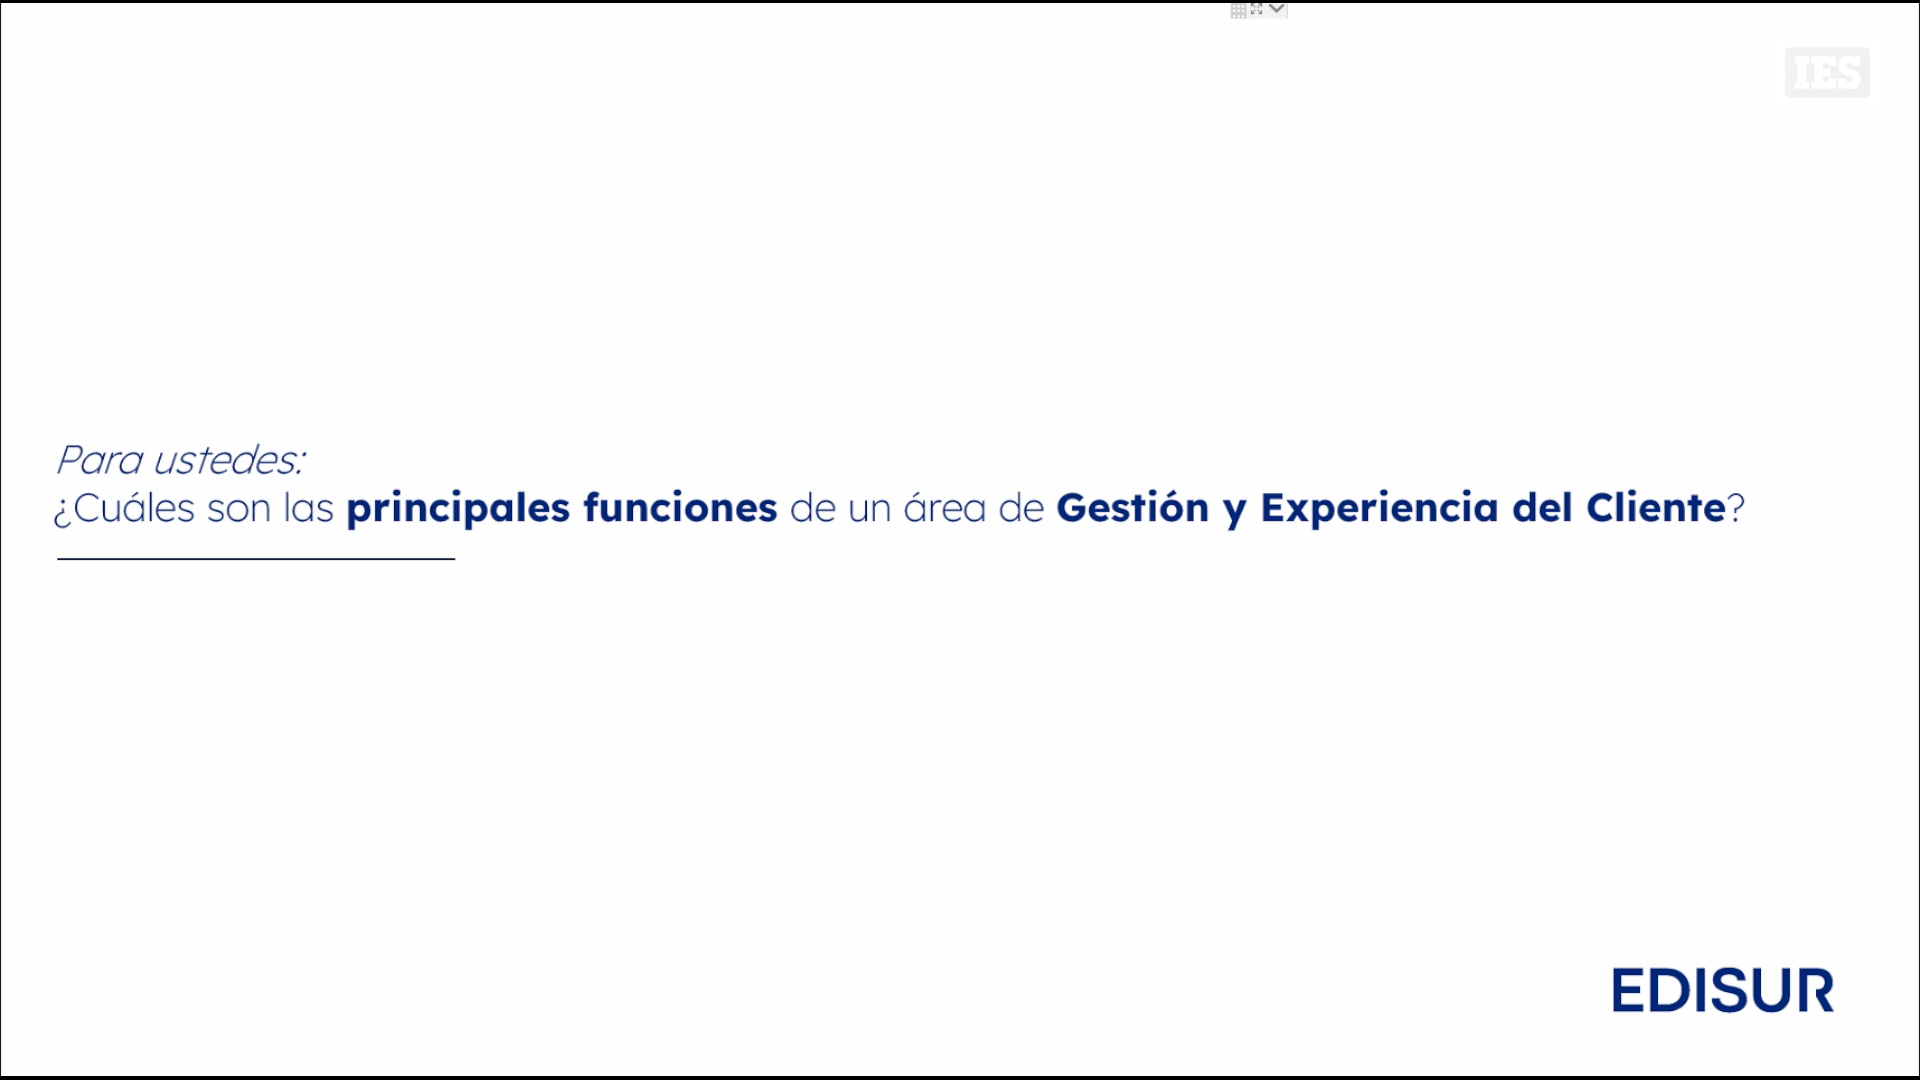 IES
Para ustedes:
¿Cuáles son las principales funciones de un área de Gestión y Experiencia del Cliente?
EDISUR